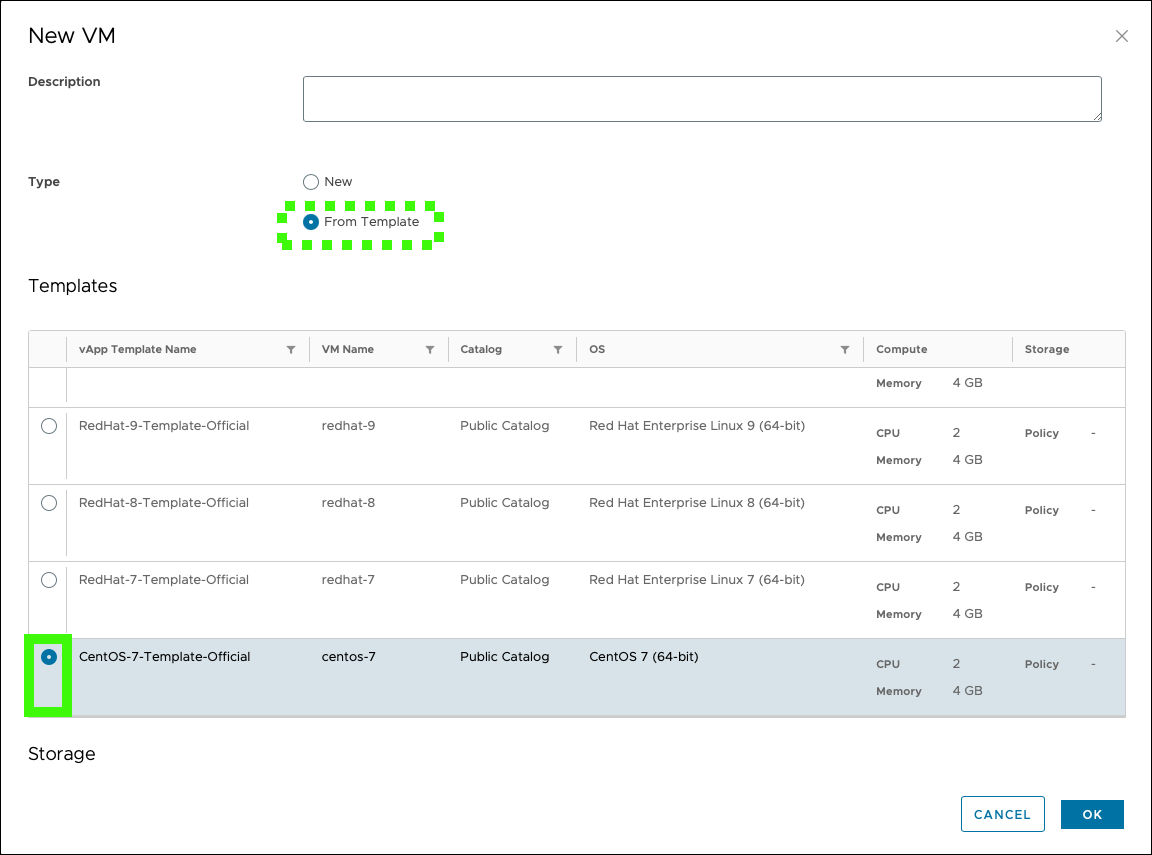 New VM
Description
Type
New
From Template
Templates
vApp Template Name VM Name Catalog OS Compute Storage
Memory 4 GB
RedHat-9-Template-Official redhat-9 Public Catalog Red Hat Enterprise Linux 9 (64-bit) CPU 2 Policy -
Memory 4 GB
RedHat-8-Template-Official redhat-8 Public Catalog Red Hat Enterprise Linux 8 (64-bit) CPU 2 Policy -
Memory 4 GB
RedHat-7-Template-Official redhat-7 Public Catalog Red Hat Enterprise Linux 7 (64-bit) CPU 2 Policy -
Memory 4 GB
CentOS-7-Template-Official centos-7 Public Catalog CentOS 7 (64-bit) CPU 2 Policy -
Memory 4 GB
Storage
CANCEL OK